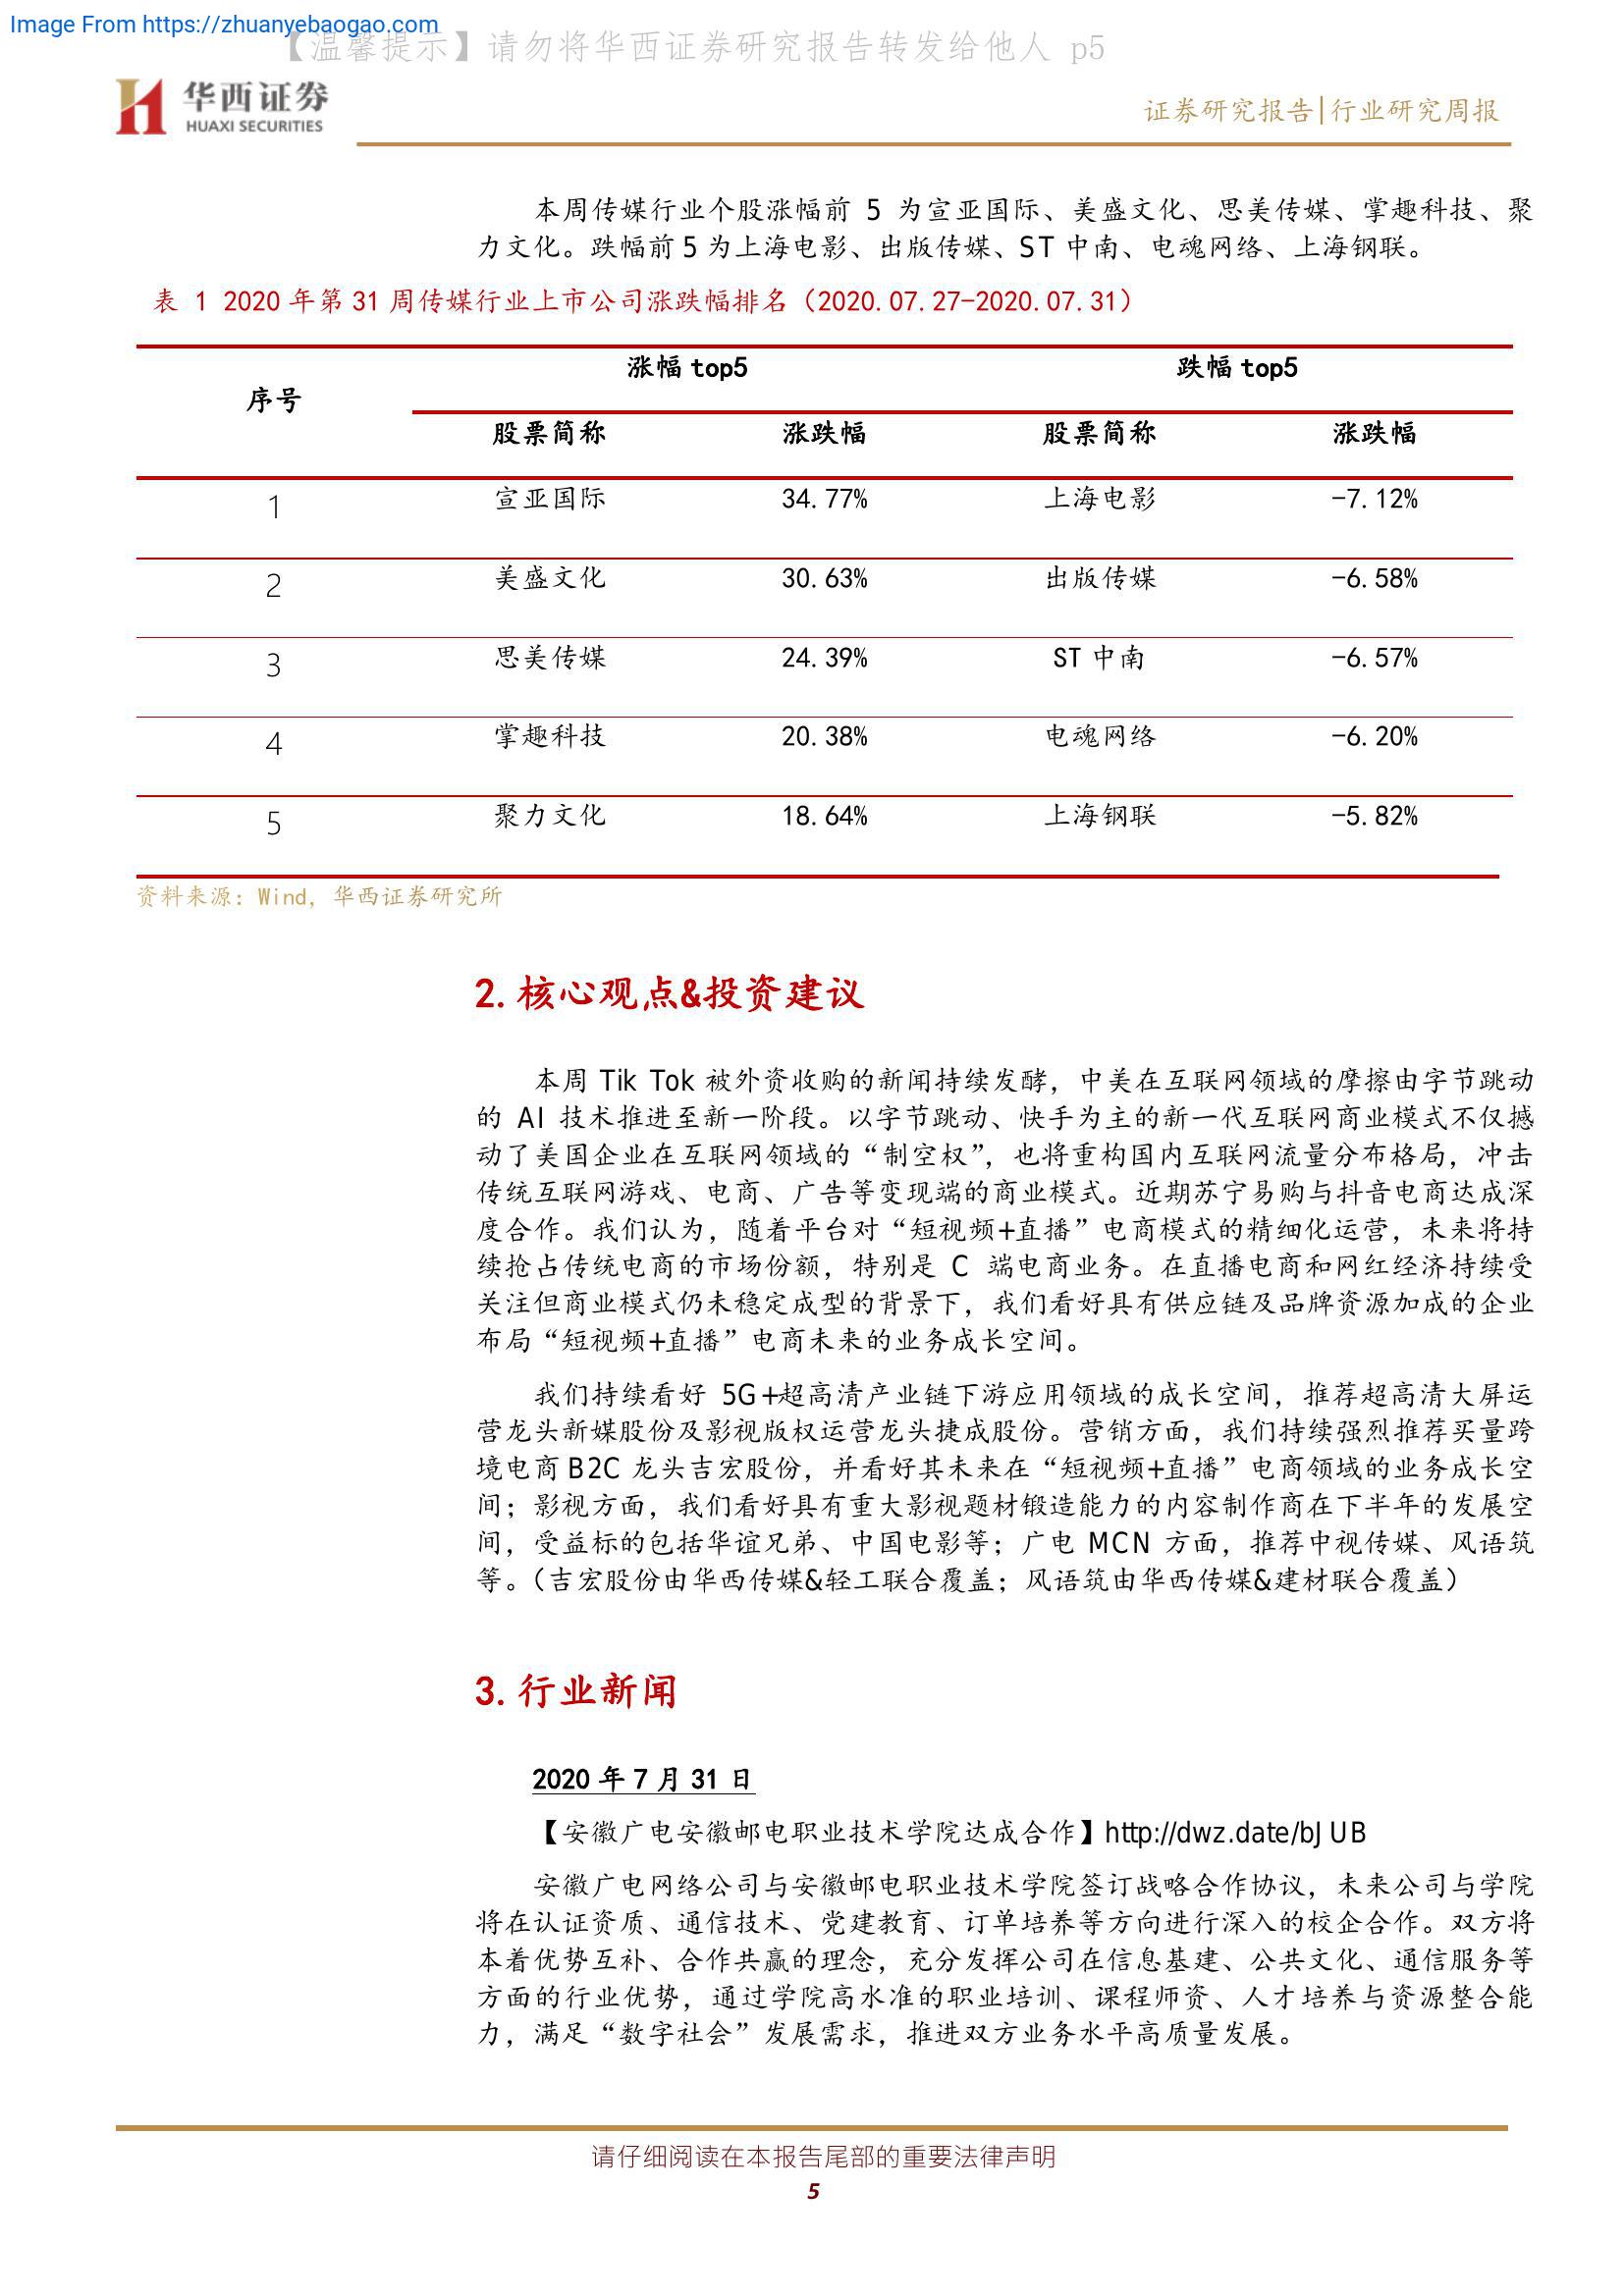 Image From https://zhuanyebaogao.com
【温馨提示】请勿将华西证券研究报告转发给他人 p5
华西证券
HUAXI SECURITIES
证券研究报告|行业研究周报
本周传媒行业个股涨幅前 5 为宣亚国际、美盛文化、思美传媒、掌趣科技、聚
力文化。跌幅前 5 为上海电影、出版传媒、ST 中南、电魂网络、上海钢联。
表 1 2020 年第 31 周传媒行业上市公司涨跌幅排名（2020.07.27-2020.07.31）
序号 涨幅 top5 跌幅 top5
股票简称 涨跌幅 股票简称 涨跌幅
1 宣亚国际 34.77% 上海电影 -7.12%
2 美盛文化 30.63% 出版传媒 -6.58%
3 思美传媒 24.39% ST 中南 -6.57%
4 掌趣科技 20.38% 电魂网络 -6.20%
5 聚力文化 18.64% 上海钢联 -5.82%
资料来源：Wind，华西证券研究所
2. 核心观点&投资建议
本周 Tik Tok 被外资收购的新闻持续发酵，中美在互联网领域的摩擦由字节跳动
的 AI 技术推进至新一阶段。以字节跳动、快手为主的新一代互联网商业模式不仅撼
动了美国企业在互联网领域的“制空权”，也将重构国内互联网流量分布格局，冲击
传统互联网游戏、电商、广告等变现端的商业模式。近期苏宁易购与抖音电商达成深
度合作。我们认为，随着平台对“短视频+直播”电商模式的精细化运营，未来将持
续抢占传统电商的市场份额，特别是 C 端电商业务。在直播电商和网红经济持续受
关注但商业模式仍未稳定成型的背景下，我们看好具有供应链及品牌资源加成的企业
布局“短视频+直播”电商未来的业务成长空间。
我们持续看好 5G+超高清产业链下游应用领域的成长空间，推荐超高清大屏运
营龙头新媒股份及影视版权运营龙头捷成股份。营销方面，我们持续强烈推荐买量跨
境电商 B2C 龙头吉宏股份，并看好其未来在“短视频+直播”电商领域的业务成长空
间；影视方面，我们看好具有重大影视题材锻造能力的内容制作商在下半年的发展空
间，受益标的包括华谊兄弟、中国电影等；广电 MCN 方面，推荐中视传媒、风语筑
等。（吉宏股份由华西传媒&轻工联合覆盖；风语筑由华西传媒&建材联合覆盖）
3. 行业新闻
2020 年 7 月 31 日
【安徽广电安徽邮电职业技术学院达成合作】http://dwz.date/bJUB
安徽广电网络公司与安徽邮电职业技术学院签订战略合作协议，未来公司与学院
将在认证资质、通信技术、党建教育、订单培养等方向进行深入的校企合作。双方将
本着优势互补、合作共赢的理念，充分发挥公司在信息基建、公共文化、通信服务等
方面的行业优势，通过学院高水准的职业培训、课程师资、人才培养与资源整合能
力，满足“数字社会”发展需求，推进双方业务水平高质量发展。
请仔细阅读在本报告尾部的重要法律声明
5